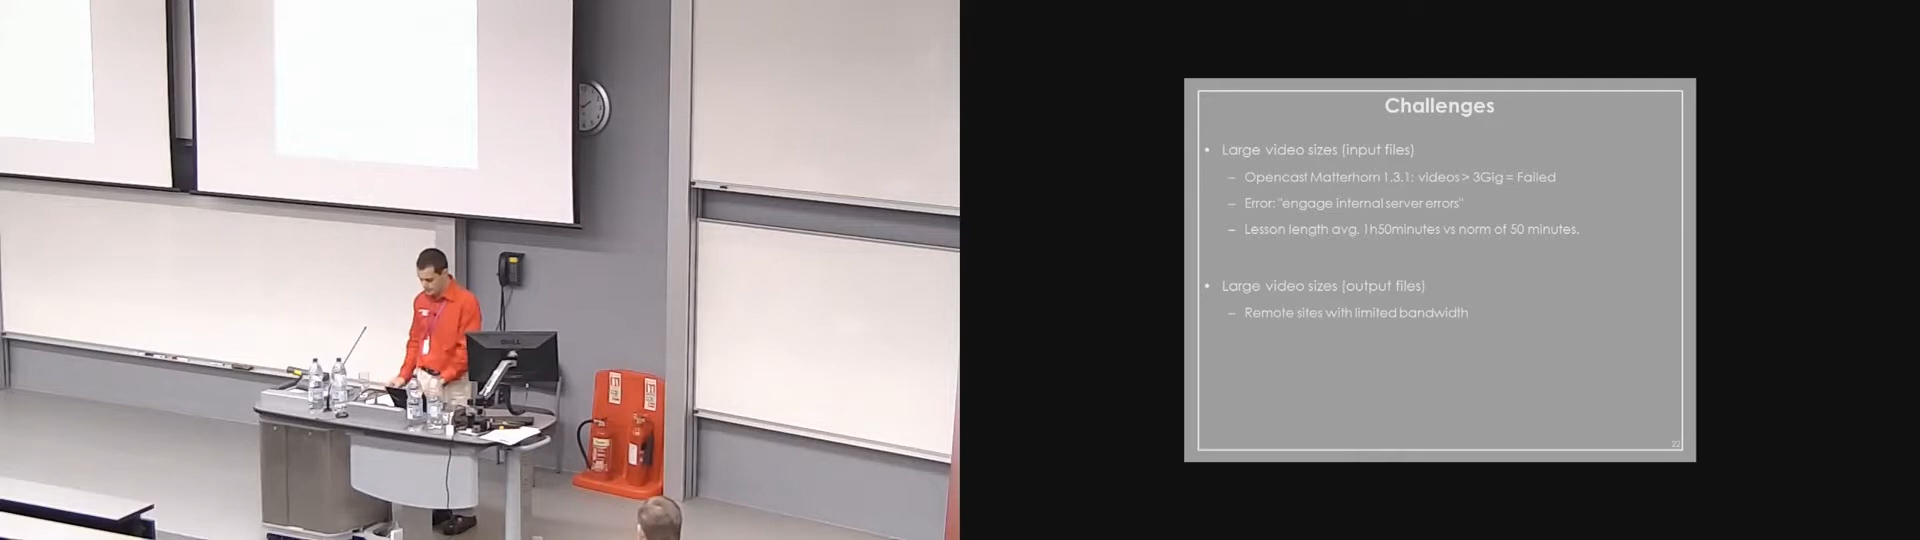 Challenges
• Large video sizes (input files)
– Opencast Matterhorn 1.3.1: videos > 3Gig = Failed
– Error: "engage internal server errors"
– Lesson length avg. 1h50minutes vs norm of 50 minutes.
• Large video sizes (output files)
– Remote sites with limited bandwidth
22
DELL